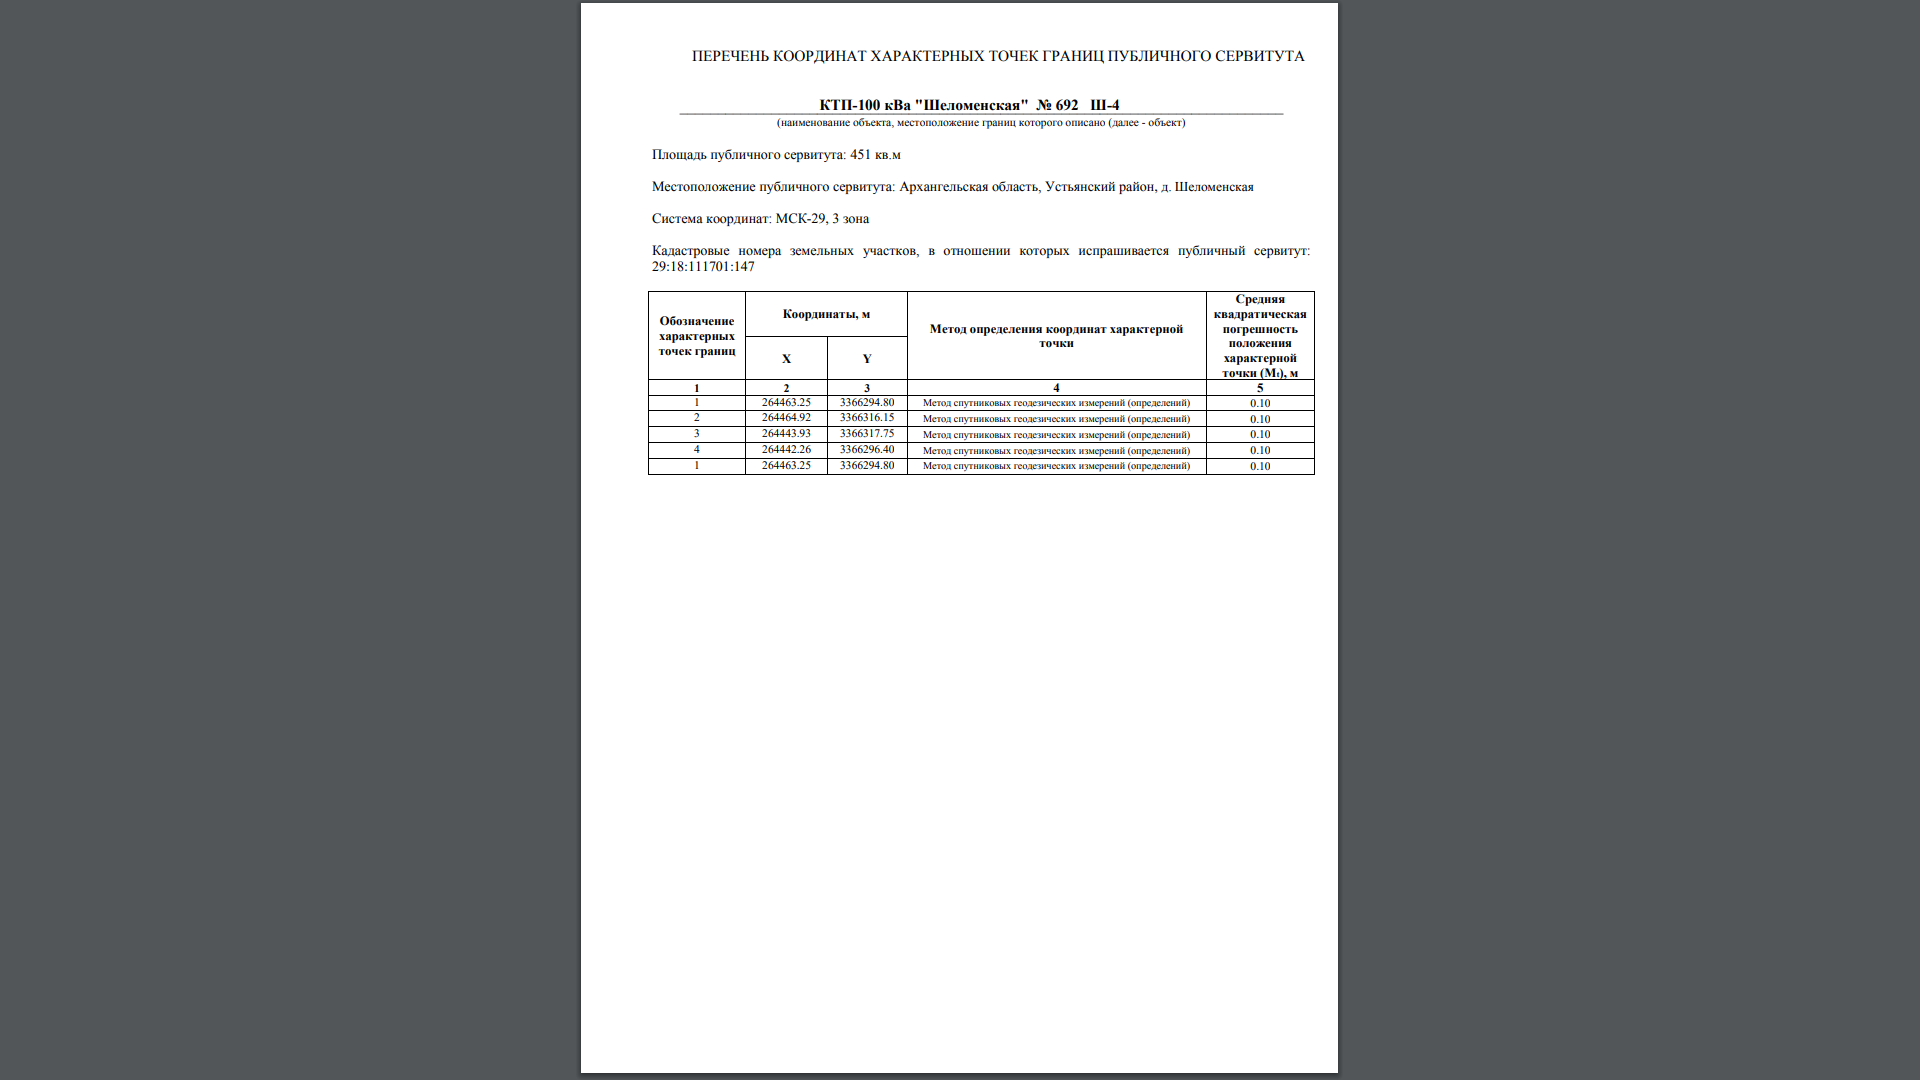 ПЕРЕЧЕНЬ КООРДИНАТ ХАРАКТЕРНЫХ ТОЧЕК ГРАНИЦ ПУБЛИЧНОГО СЕРВИТУТА
КТП-100 кВа "Шеломенская" № 692 Ш-4
(наименование объекта, местоположение границ которого описано (далее - объект)
Площадь публичного сервитута: 451 кв.м
Местоположение публичного сервитута: Архангельская область, Устьянский район, д. Шеломенская
Система координат: МСК-29, 3 зона
Кадастровые номера земельных участков, в отношении которых испрашивается публичный сервитут:
29:18:111701:147
Обозначение
характерных
точек границ
Координаты, м
X
Y
Метод определения координат характерной
точки
Средняя
квадратическая
погрешность
положения
характерной
точки (Mt), м
1 2 3 4 5
1 264463.25 3366294.80 Метод спутниковых геодезических измерений (определений) 0.10
2 264464.92 3366316.15 Метод спутниковых геодезических измерений (определений) 0.10
3 264443.93 3366317.75 Метод спутниковых геодезических измерений (определений) 0.10
4 264442.26 3366296.40 Метод спутниковых геодезических измерений (определений) 0.10
1 264463.25 3366294.80 Метод спутниковых геодезических измерений (определений) 0.10